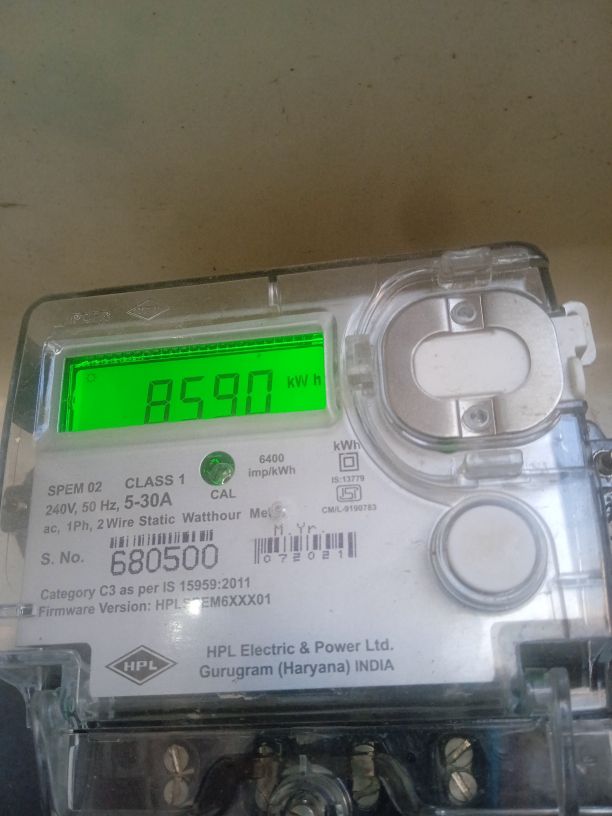 HPL
8590 kWh
SPEM 02 CLASS 1
6400 imp/kWh
kWh
240V, 50 Hz, 5-30A
CAL
IS:13779
ISI
CM/L-9190783
ac, 1Ph, 2 Wire Static Watthour
M.Yr.
S. No. 680500
072021
Category C3 as per IS 15959:2011
Firmware Version:
HPL
HPL Electric & Power Ltd.
Gurugram (Haryana) INDIA